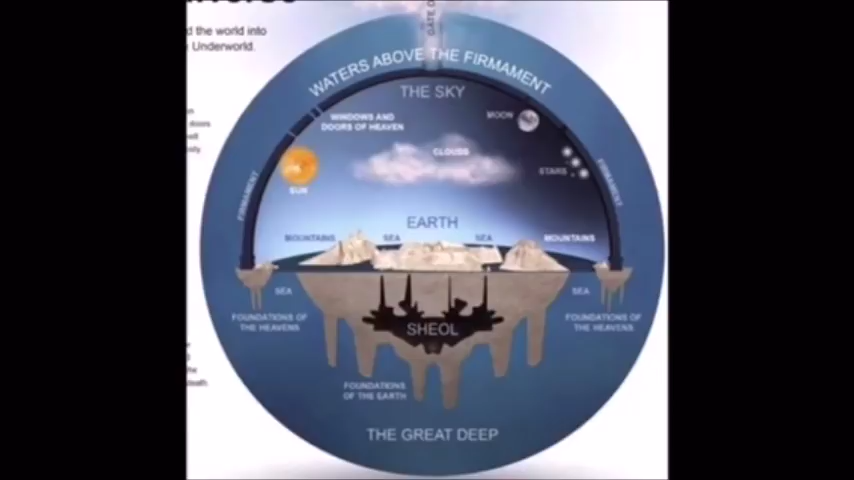 d the world into
Underworld.
GATE O
WATERS ABOVE THE FIRMAMENT
THE SKY
WINDOWS AND
DOORS OF HEAVEN
MOON
CLOUDS
STARS
SUN
FIRMAMENT
FIRMAMENT
EARTH
MOUNTAINS
SEA
SEA
MOUNTAINS
SEA
SEA
FOUNDATIONS OF
THE HEAVENS
FOUNDATIONS OF
THE HEAVENS
SHEOL
FOUNDATIONS
OF THE EARTH
THE GREAT DEEP